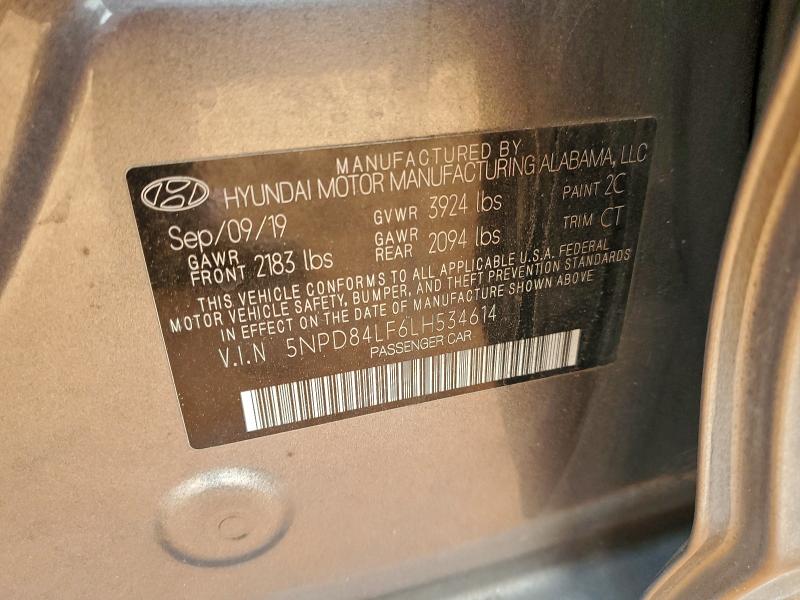 MANUFACTURED BY
HYUNDAI MOTOR MANUFACTURING ALABAMA, LLC
Sep/09/19 GVWR 3924 lbs PAINT 2C
GAWR FRONT 2183 lbs GAWR REAR 2094 lbs TRIM CT
THIS VEHICLE CONFORMS TO ALL APPLICABLE U.S.A. FEDERAL
MOTOR VEHICLE SAFETY, BUMPER, AND THEFT PREVENTION STANDARDS
IN EFFECT ON THE DATE OF MANUFACTURE SHOWN ABOVE
V.I.N 5NPD84LF6LH534614
PASSENGER CAR